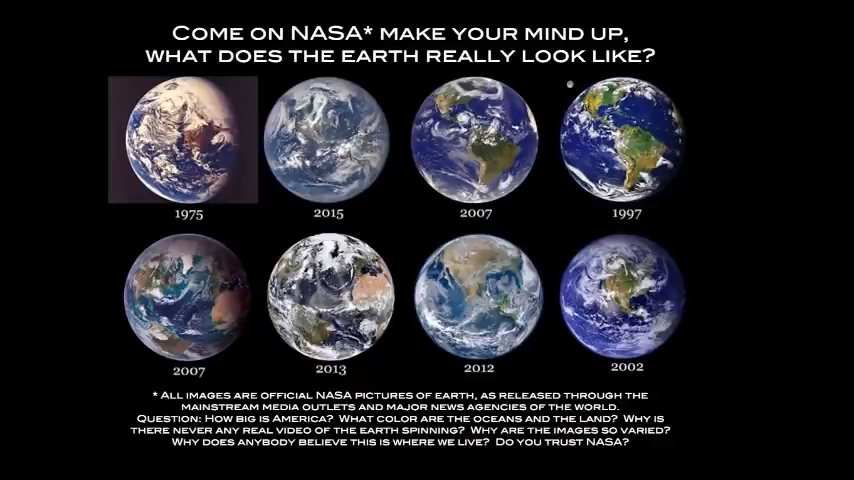 COME ON NASA* MAKE YOUR MIND UP,
WHAT DOES THE EARTH REALLY LOOK LIKE?
1975
2015
2007
1997
2007
2013
2012
2002
* ALL IMAGES ARE OFFICIAL NASA PICTURES OF EARTH, AS RELEASED THROUGH THE
MAINSTREAM MEDIA OUTLETS AND MAJOR NEWS AGENCIES OF THE WORLD.
QUESTION: HOW BIG IS AMERICA? WHAT COLOR ARE THE OCEANS AND THE LAND? WHY IS
THERE NEVER ANY REAL VIDEO OF THE EARTH SPINNING? WHY ARE THE IMAGES SO VARIED?
WHY DOES ANYBODY BELIEVE THIS IS WHERE WE LIVE? DO YOU TRUST NASA?